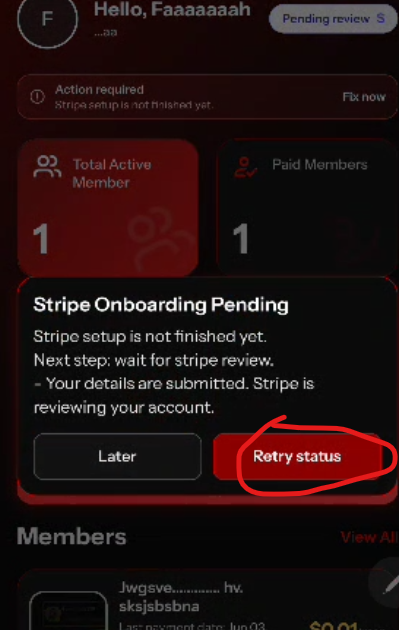 F
Hello, Faaaaaaah
...aa
Pending review S
Action required
Stripe setup is not finished yet.
Fix now
Total Active
Member
1
Paid Members
1
Stripe Onboarding Pending
Stripe setup is not finished yet.
Next step: wait for stripe review.
- Your details are submitted. Stripe is
reviewing your account.
Later
Retry status
Members
View All
Jwgsve............. hv.
sksjsbsbna
Last payment date: Jun 03
$0.01